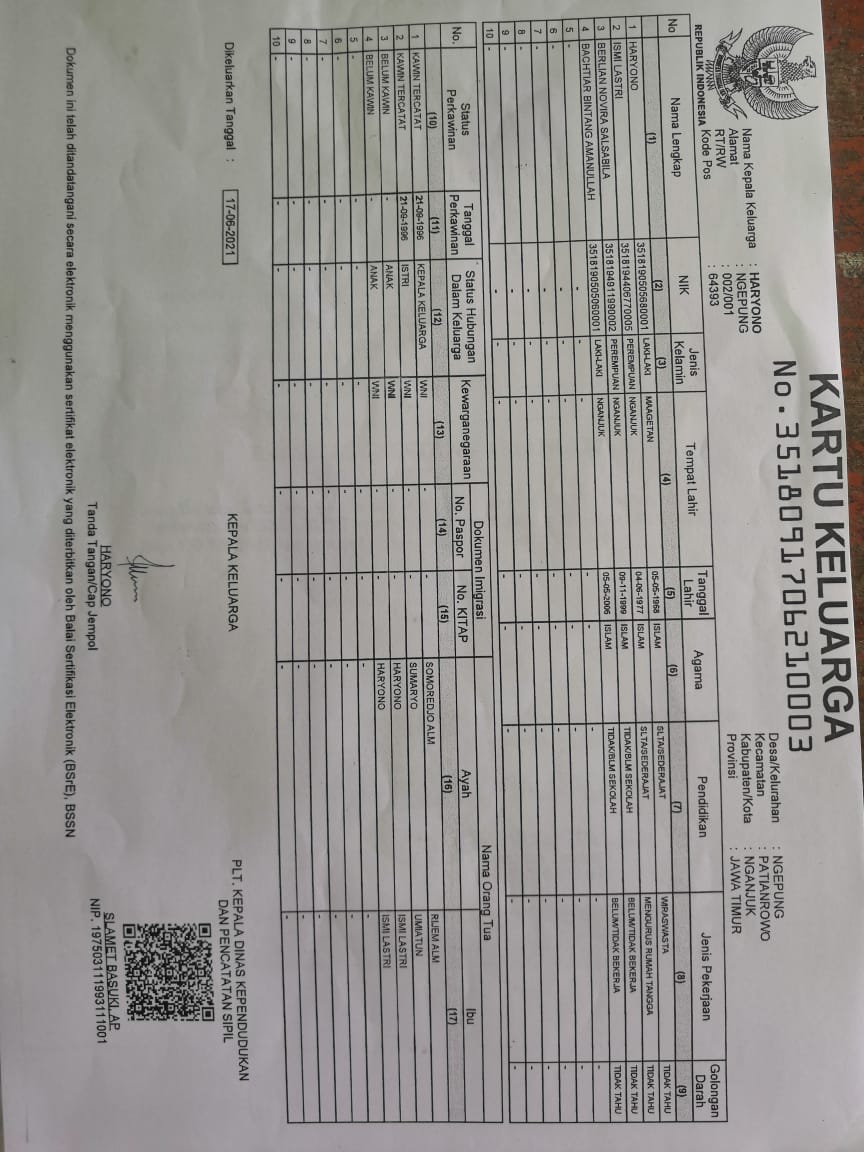 KARTU KELUARGA
No. 3518091706210003
REPUBLIK INDONESIA
Nama Kepala Keluarga : HARYONO
Alamat : NGEPUNG
RT/RW : 002/001
Kode Pos : 64393
Desa/Kelurahan : NGEPUNG
Kecamatan : PATIANROWO
Kabupaten/Kota : NGANJUK
Provinsi : JAWA TIMUR
No Nama Lengkap NIK Jenis Kelamin Tempat Lahir Tanggal Lahir Agama Pendidikan Jenis Pekerjaan Golongan Darah
(1) (2) (3) (4) (5) (6) (7) (8) (9)
1 HARYONO 3518190505680001 LAKI-LAKI MAAGETAN 05-05-1968 ISLAM SLTA/SEDERAJAT WIRASWASTA TIDAK TAHU
2 ISMI LASTRI 3518194406770005 PEREMPUAN NGANJUK 04-06-1977 ISLAM SLTA/SEDERAJAT MENGURUS RUMAH TANGGA TIDAK TAHU
3 BERLIAN NOVIRA SALSABILA 3518194911990002 PEREMPUAN NGANJUK 09-11-1999 ISLAM TIDAK/BLM SEKOLAH BELUM/TIDAK BEKERJA TIDAK TAHU
4 BACHTIAR BINTANG AMANULLAH 3518190505060001 LAKI-LAKI NGANJUK 05-05-2006 ISLAM TIDAK/BLM SEKOLAH BELUM/TIDAK BEKERJA TIDAK TAHU
5 - - - - - - - - -
6 - - - - - - - - -
7 - - - - - - - - -
8 - - - - - - - - -
9 - - - - - - - - -
10 - - - - - - - - -
No. Status Perkawinan Tanggal Perkawinan Status Hubungan Dalam Keluarga Kewarganegaraan Dokumen Imigrasi Nama Orang Tua
No. Paspor No. KITAP Ayah Ibu
(10) (11) (12) (13) (14) (15) (16) (17)
1 KAWIN TERCATAT 21-09-1996 KEPALA KELUARGA WNI - - SOMOREDJO ALM RIJEM ALM
2 KAWIN TERCATAT 21-09-1996 ISTRI WNI - - SUMARYO UMIATUN
3 BELUM KAWIN - ANAK WNI - - HARYONO ISMI LASTRI
4 BELUM KAWIN - ANAK WNI - - HARYONO ISMI LASTRI
5 - - - - - - - -
6 - - - - - - - -
7 - - - - - - - -
8 - - - - - - - -
9 - - - - - - - -
10 - - - - - - - -
Dikeluarkan Tanggal : 17-06-2021
KEPALA KELUARGA
HARYONO
Tanda Tangan/Cap Jempol
PLT. KEPALA DINAS KEPENDUDUKAN
DAN PENCATATAN SIPIL
SLAMET BASUKI, AP
NIP. 197503111993111001
Dokumen ini telah ditandatangani secara elektronik menggunakan sertifikat elektronik yang diterbitkan oleh Balai Sertifikasi Elektronik (BSrE), BSSN